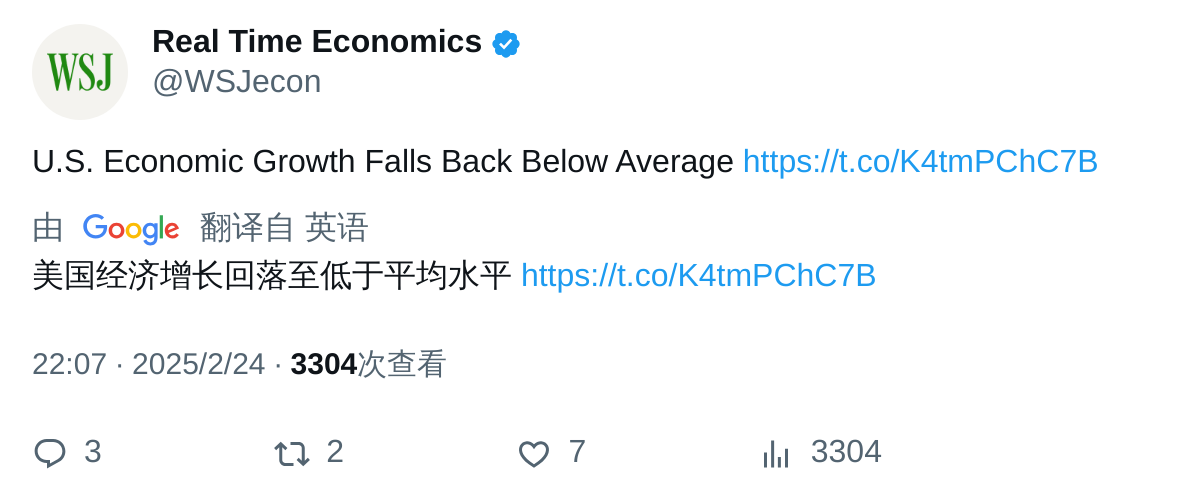 WSJ
Real Time Economics
@WSJecon
U.S. Economic Growth Falls Back Below Average https://t.co/K4tmPChC7B
由 Google 翻译自 英语
美国经济增长回落至低于平均水平 https://t.co/K4tmPChC7B
22:07 · 2025/2/24 · 3304次查看
3 2 7 3304